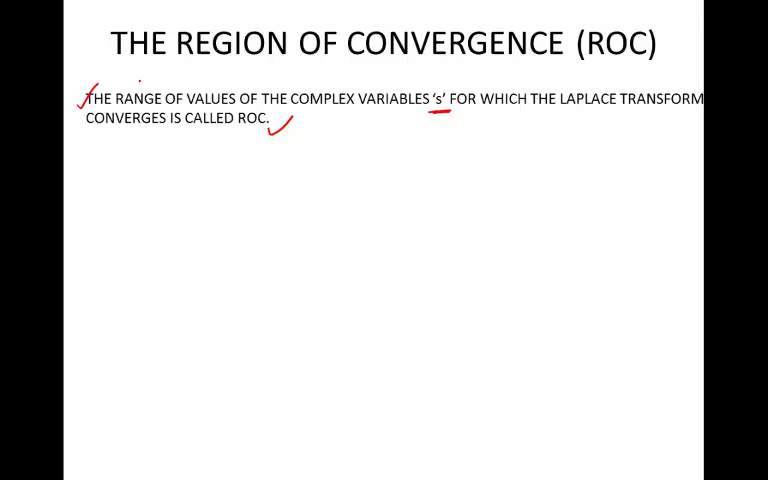 THE REGION OF CONVERGENCE (ROC)
THE RANGE OF VALUES OF THE COMPLEX VARIABLES ‘s’ FOR WHICH THE LAPLACE TRANSFORM
CONVERGES IS CALLED ROC.